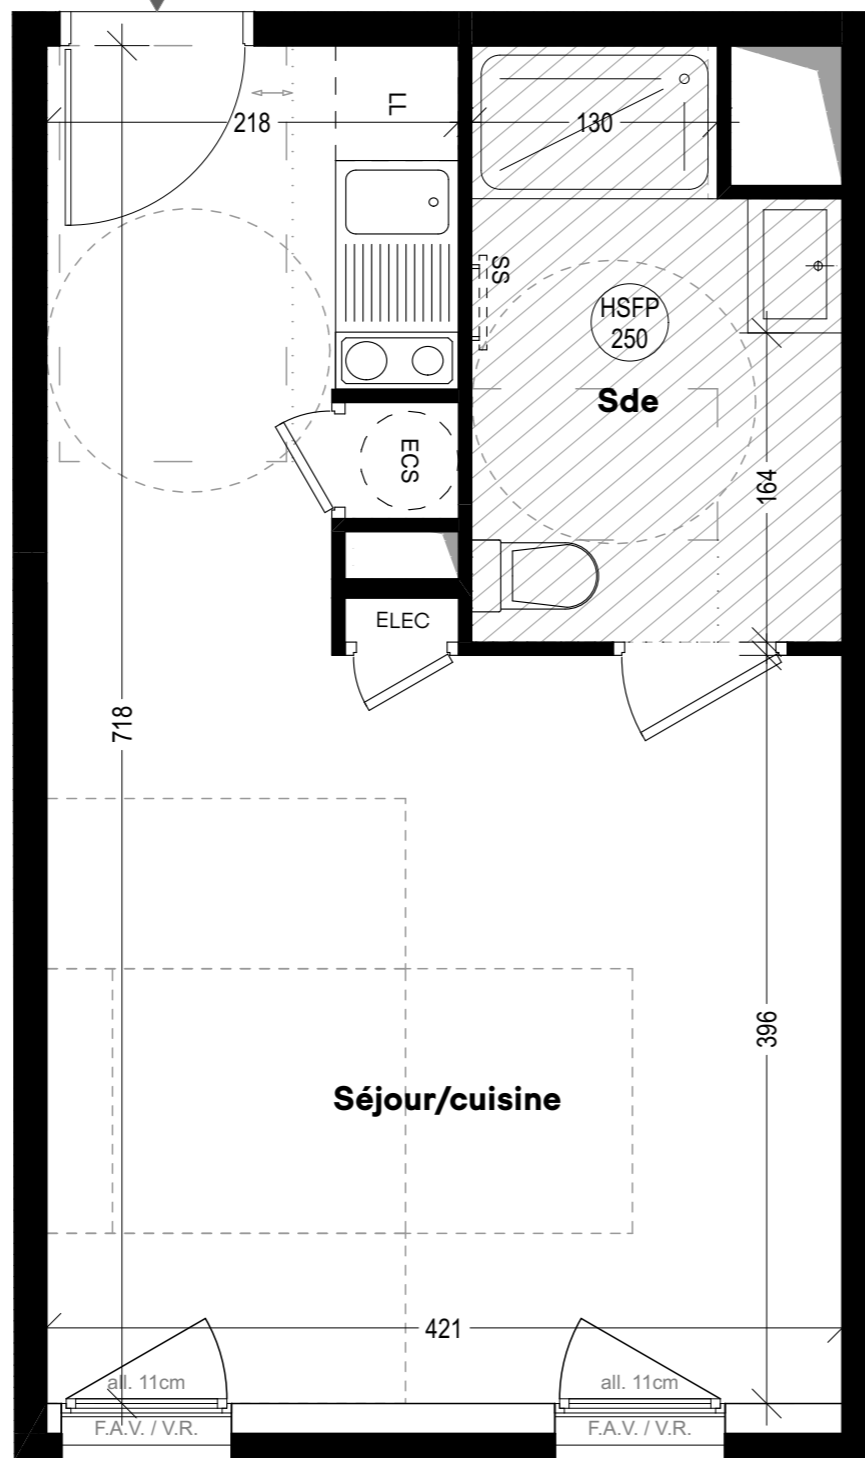 LL
218
130
SS
HSFP
250
Sde
ECS
164
ELEC
718
396
Séjour/cuisine
421
all. 11cm
all. 11cm
F.A.V. / V.R.
F.A.V. / V.R.